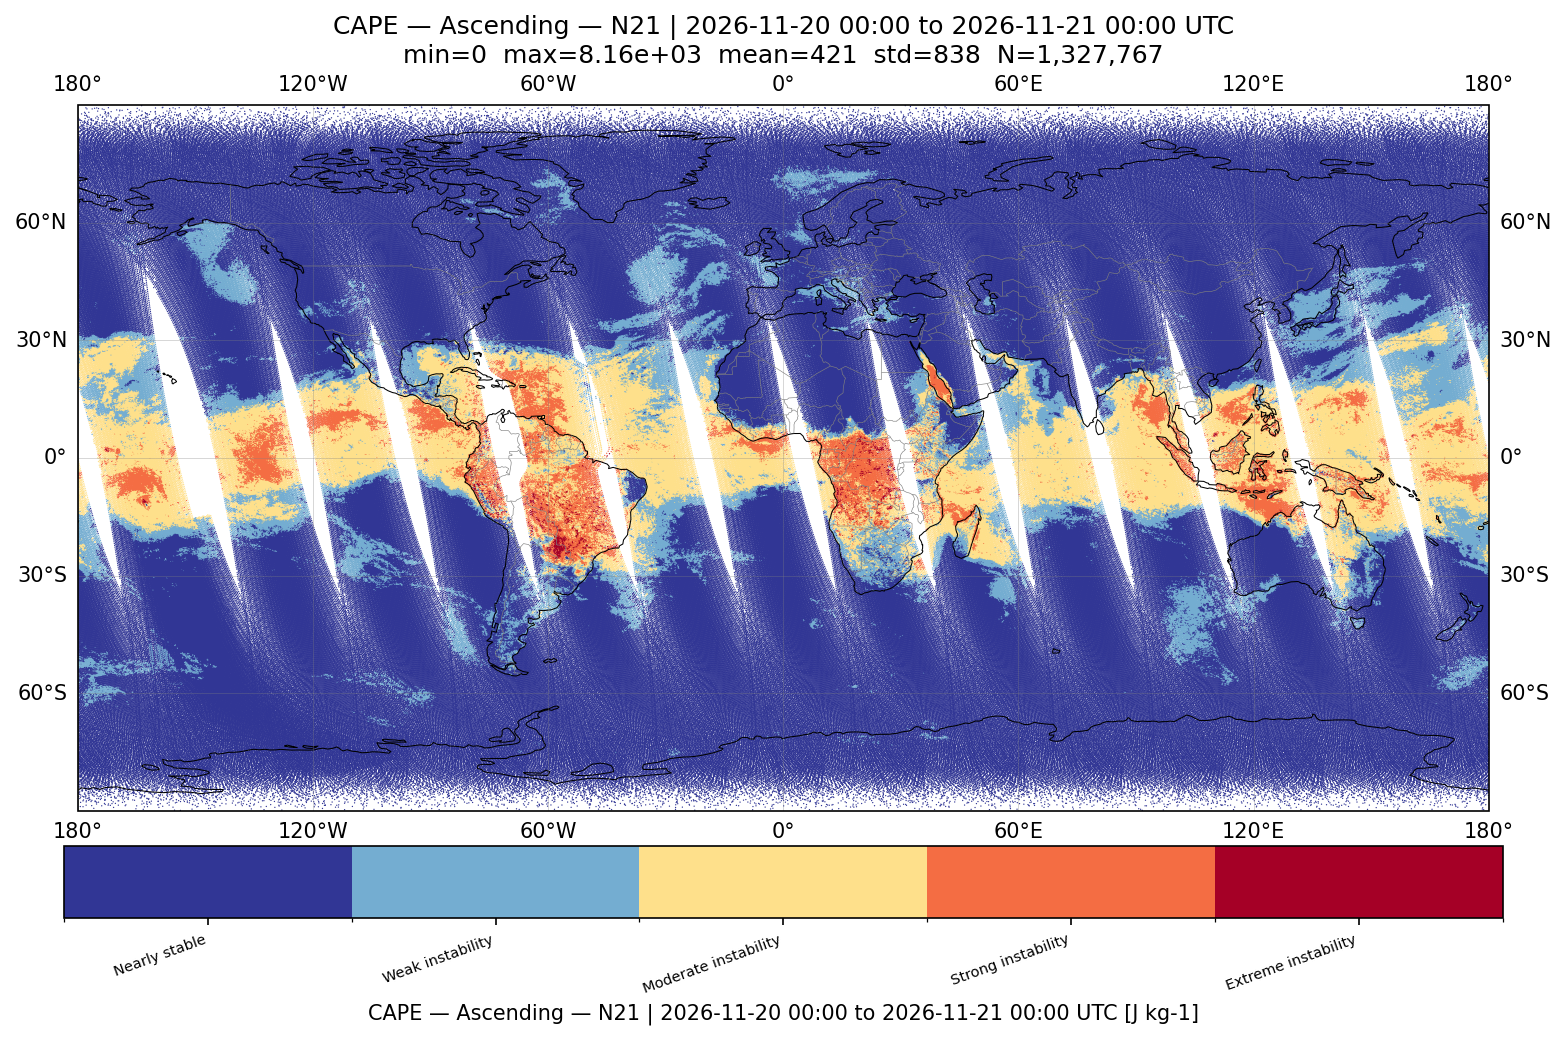 CAPE — Ascending — N21 | 2026-11-20 00:00 to 2026-11-21 00:00 UTC
min=0 max=8.16e+03 mean=421 std=838 N=1,327,767
180° 120°W 60°W 0° 60°E 120°E 180°
60°N 60°N
30°N 30°N
0° 0°
30°S 30°S
60°S 60°S
180° 120°W 60°W 0° 60°E 120°E 180°
Nearly stable Weak instability Moderate instability Strong instability Extreme instability
CAPE — Ascending — N21 | 2026-11-20 00:00 to 2026-11-21 00:00 UTC [J kg-1]